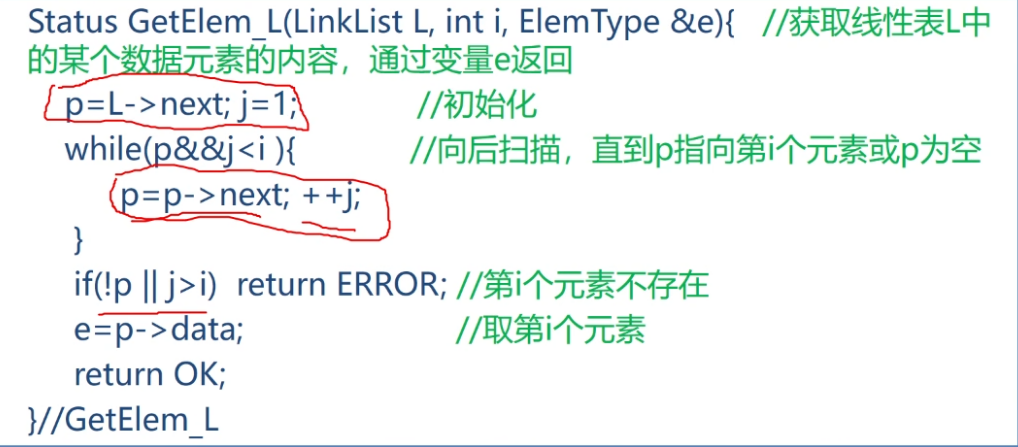 Status GetElem_L(LinkList L, int i, ElemType &e){ //获取线性表L中
的某个数据元素的内容，通过变量e返回
p=L->next; j=1; //初始化
while(p&&j<i ){ //向后扫描，直到p指向第i个元素或p为空
p=p->next; ++j;
}
if(!p || j>i) return ERROR; //第i个元素不存在
e=p->data; //取第i个元素
return OK;
}//GetElem_L